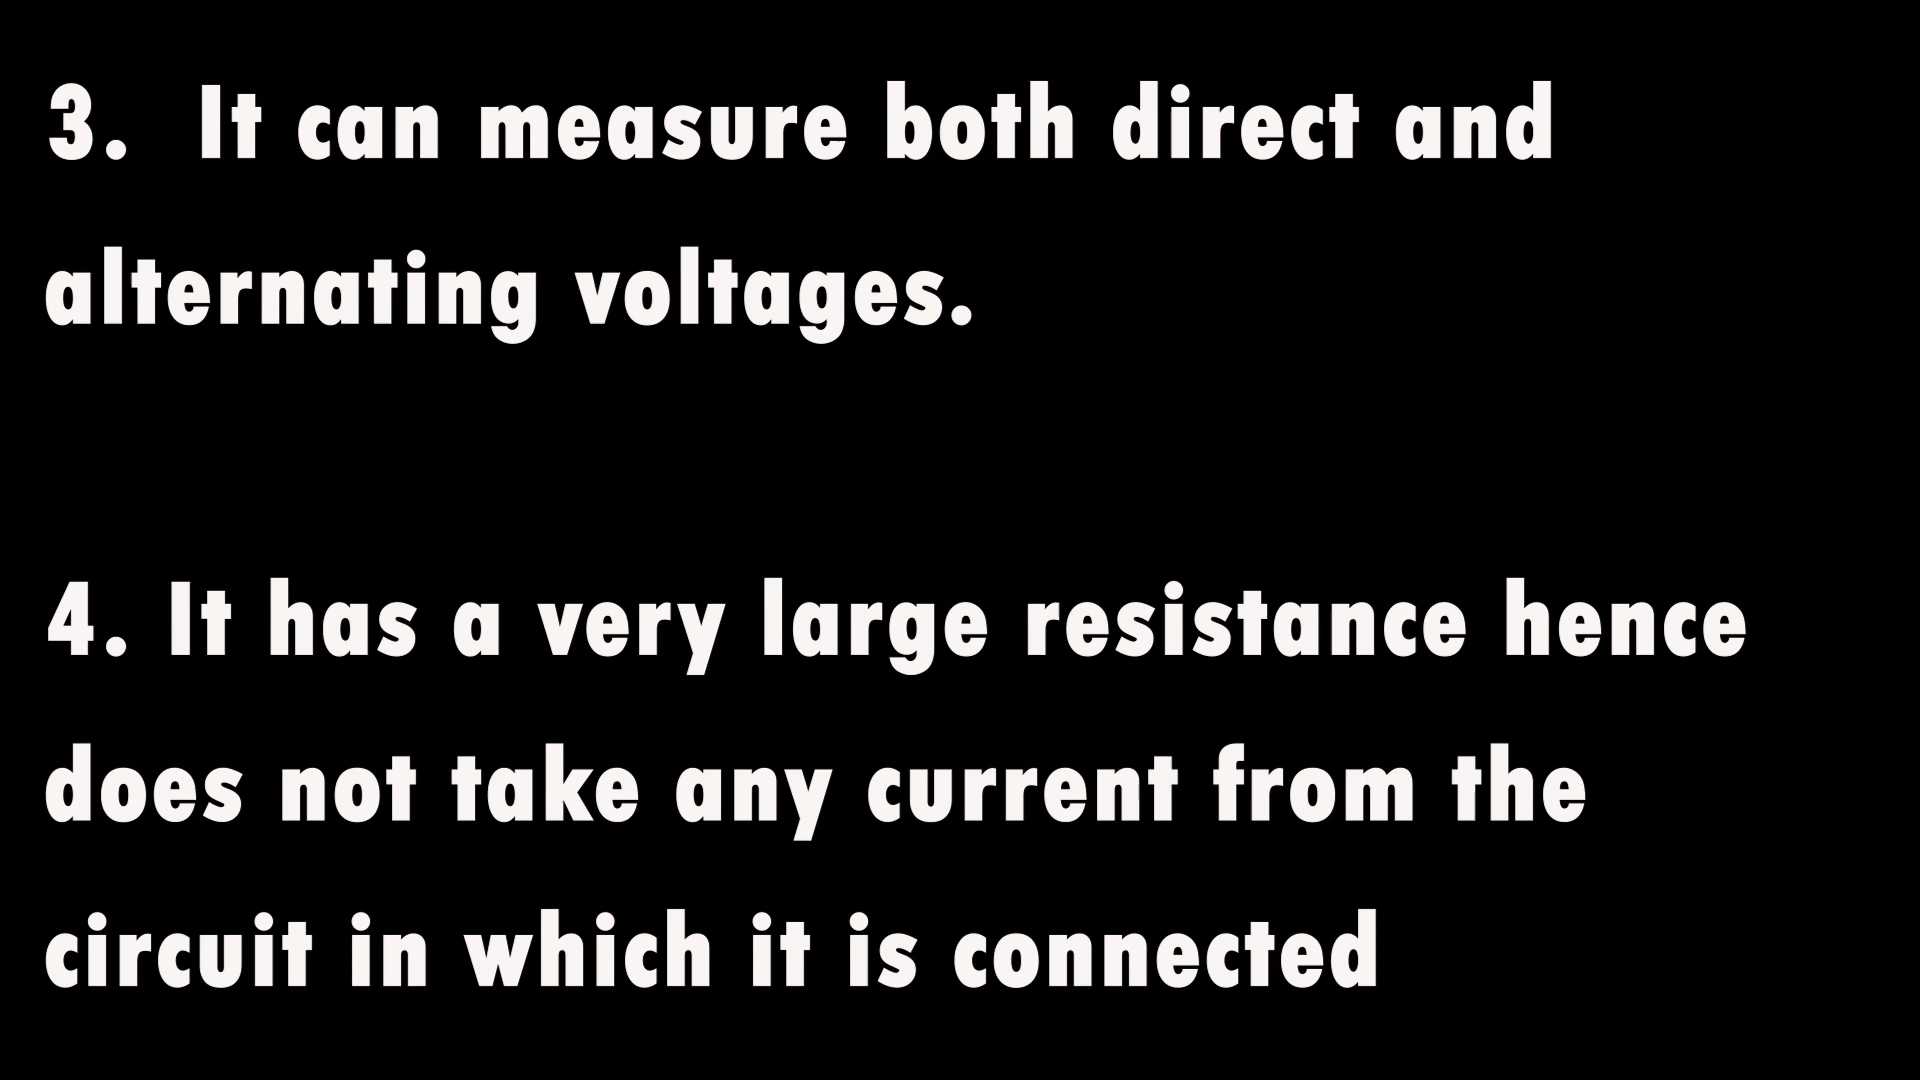 3.  It can measure both direct and
alternating voltages.
4. It has a very large resistance hence
does not take any current from the
circuit in which it is connected